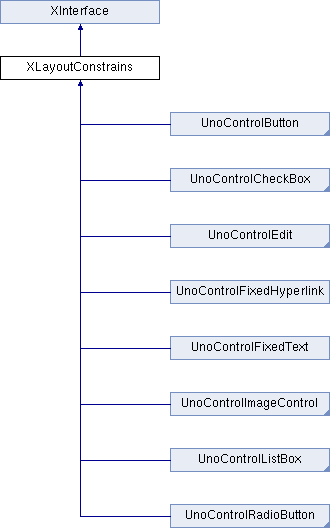 XInterface
XLayoutConstrains
UnoControlButton
UnoControlCheckBox
UnoControlEdit
UnoControlFixedHyperlink
UnoControlFixedText
UnoControlImageControl
UnoControlListBox
UnoControlRadioButton